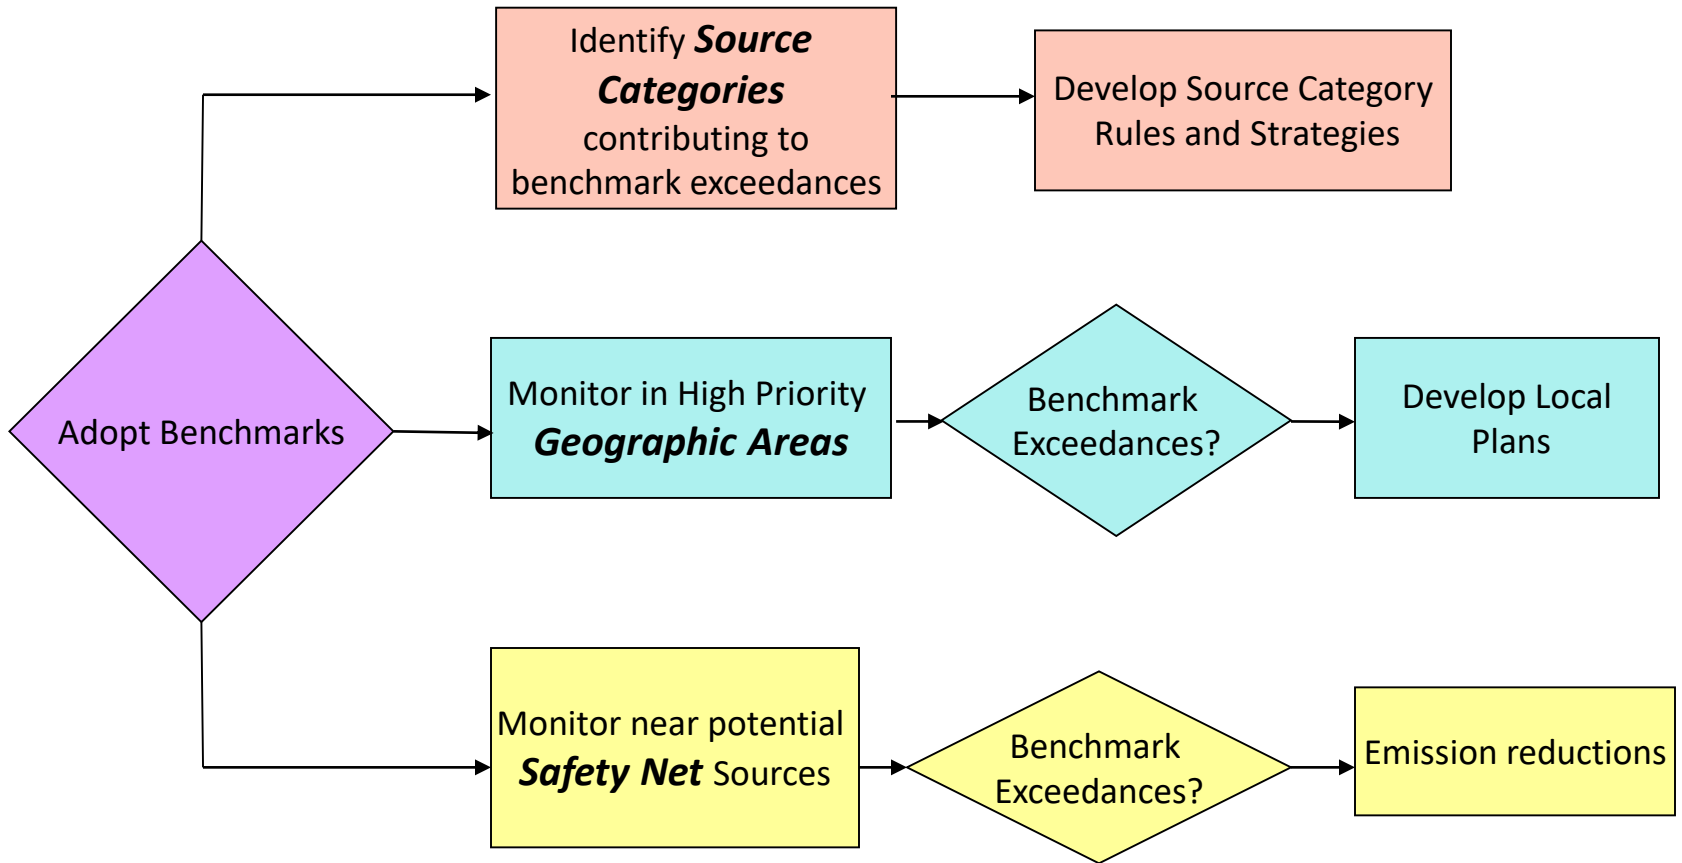 Identify Source
Categories
contributing to
benchmark exceedances
Develop Source Category
Rules and Strategies
Adopt Benchmarks
Monitor in High Priority
Geographic Areas
Benchmark
Exceedances?
Develop Local
Plans
Monitor near potential
Safety Net Sources
Benchmark
Exceedances?
Emission reductions